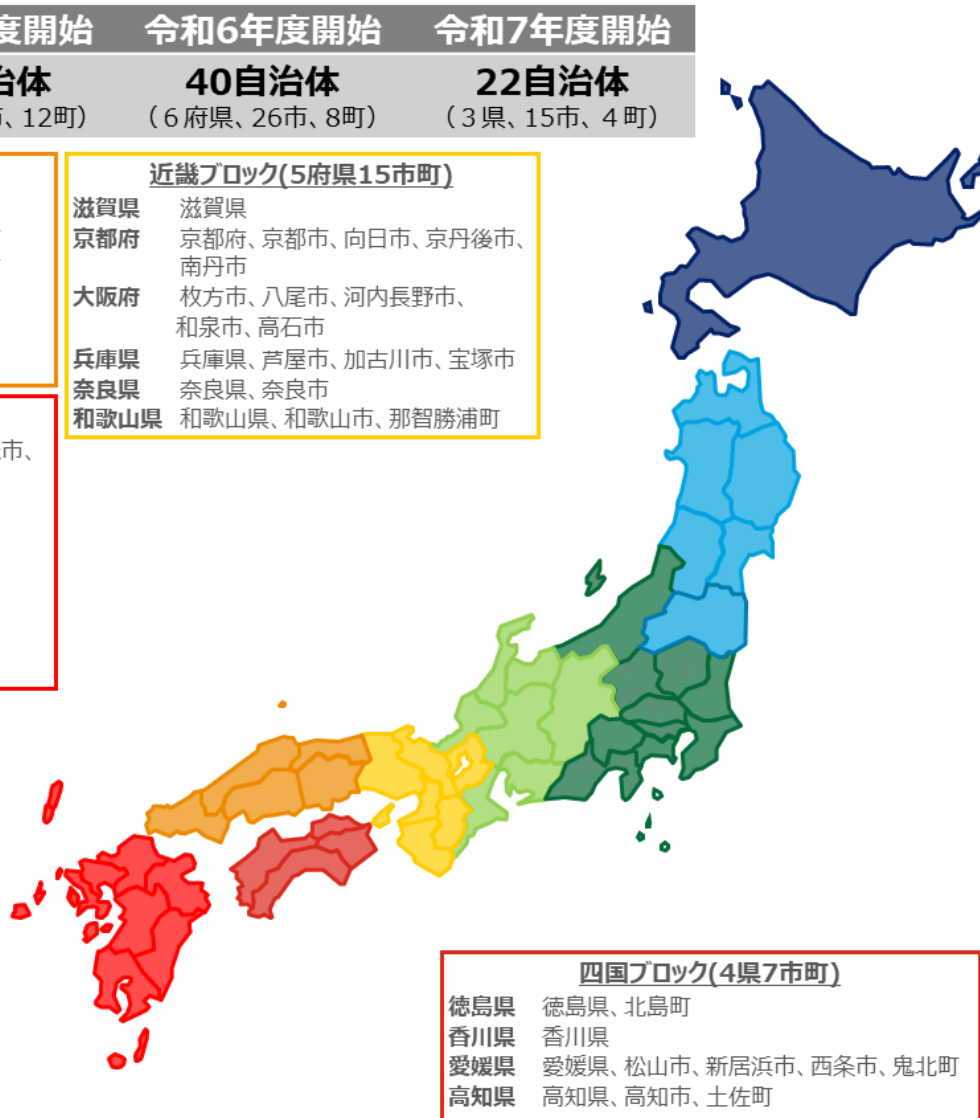 度開始 令和6年度開始 令和7年度開始
治体 40自治体 22自治体
市、12町) (6府県、26市、8町) (3県、15市、4町)
近畿ブロック(5府県15市町)
滋賀県 滋賀県
京都府 京都府、京都市、向日市、京丹後市、
南丹市
大阪府 枚方市、八尾市、河内長野市、
和泉市、高石市
兵庫県 兵庫県、芦屋市、加古川市、宝塚市
奈良県 奈良県、奈良市
和歌山県 和歌山県、和歌山市、那智勝浦町
市、
四国ブロック(4県7市町)
徳島県 徳島県、北島町
香川県 香川県
愛媛県 愛媛県、松山市、新居浜市、西条市、鬼北町
高知県 高知県、高知市、土佐町